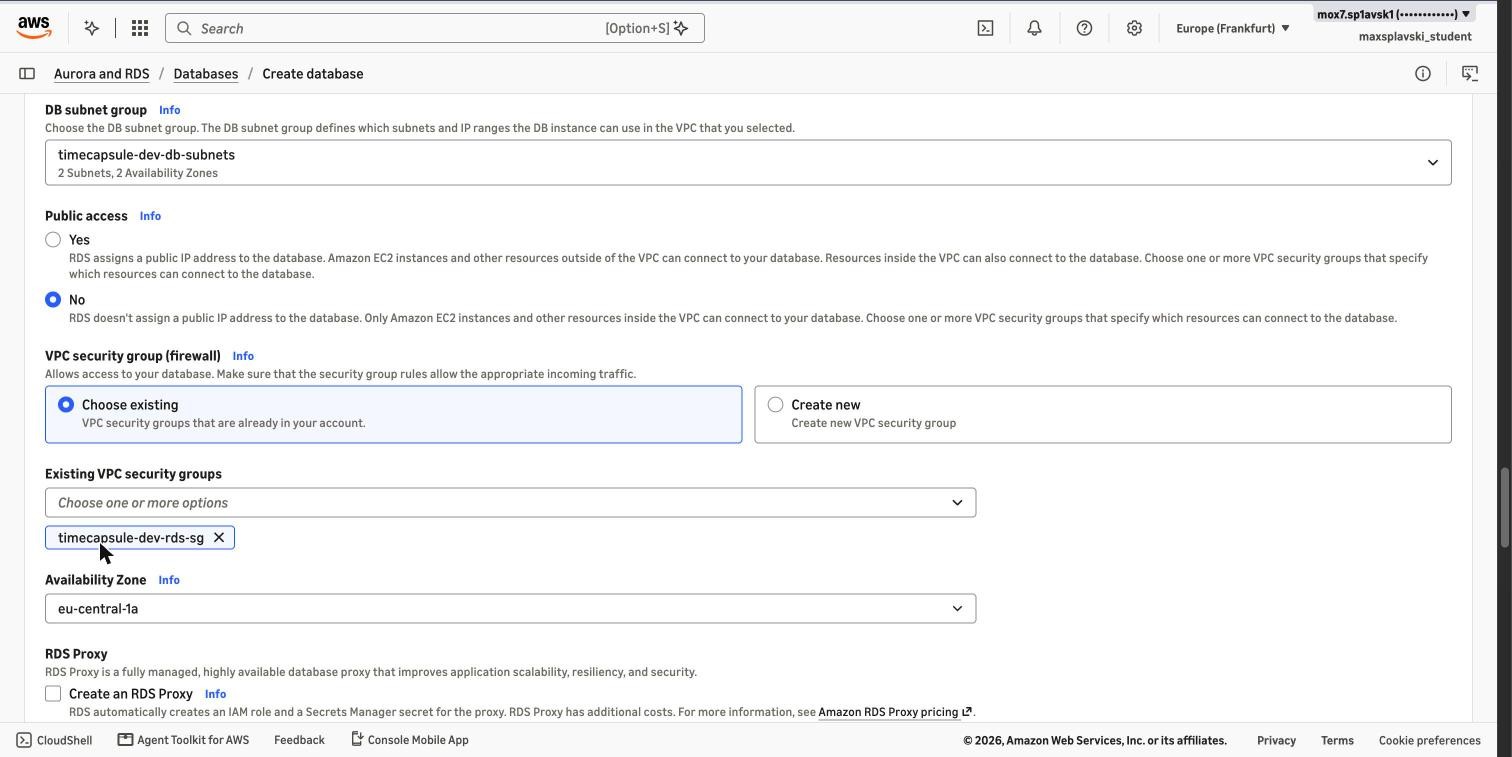 aws
Search
[Option+S]
Europe (Frankfurt)
mox7.sp1avsk1 (············)
maxsplavski_student
Aurora and RDS / Databases / Create database
DB subnet group Info
Choose the DB subnet group. The DB subnet group defines which subnets and IP ranges the DB instance can use in the VPC that you selected.
timecapsule-dev-db-subnets
2 Subnets, 2 Availability Zones
Public access Info
Yes
RDS assigns a public IP address to the database. Amazon EC2 instances and other resources outside of the VPC can connect to your database. Resources inside the VPC can also connect to the database. Choose one or more VPC security groups that specify
which resources can connect to the database.
No
RDS doesn't assign a public IP address to the database. Only Amazon EC2 instances and other resources inside the VPC can connect to your database. Choose one or more VPC security groups that specify which resources can connect to the database.
VPC security group (firewall) Info
Allows access to your database. Make sure that the security group rules allow the appropriate incoming traffic.
Choose existing
VPC security groups that are already in your account.
Create new
Create new VPC security group
Existing VPC security groups
Choose one or more options
timecapsule-dev-rds-sg
Availability Zone Info
eu-central-1a
RDS Proxy
RDS Proxy is a fully managed, highly available database proxy that improves application scalability, resiliency, and security.
Create an RDS Proxy Info
RDS automatically creates an IAM role and a Secrets Manager secret for the proxy. RDS Proxy has additional costs. For more information, see Amazon RDS Proxy pricing.
CloudShell Agent Toolkit for AWS Feedback Console Mobile App © 2026, Amazon Web Services, Inc. or its affiliates. Privacy Terms Cookie preferences